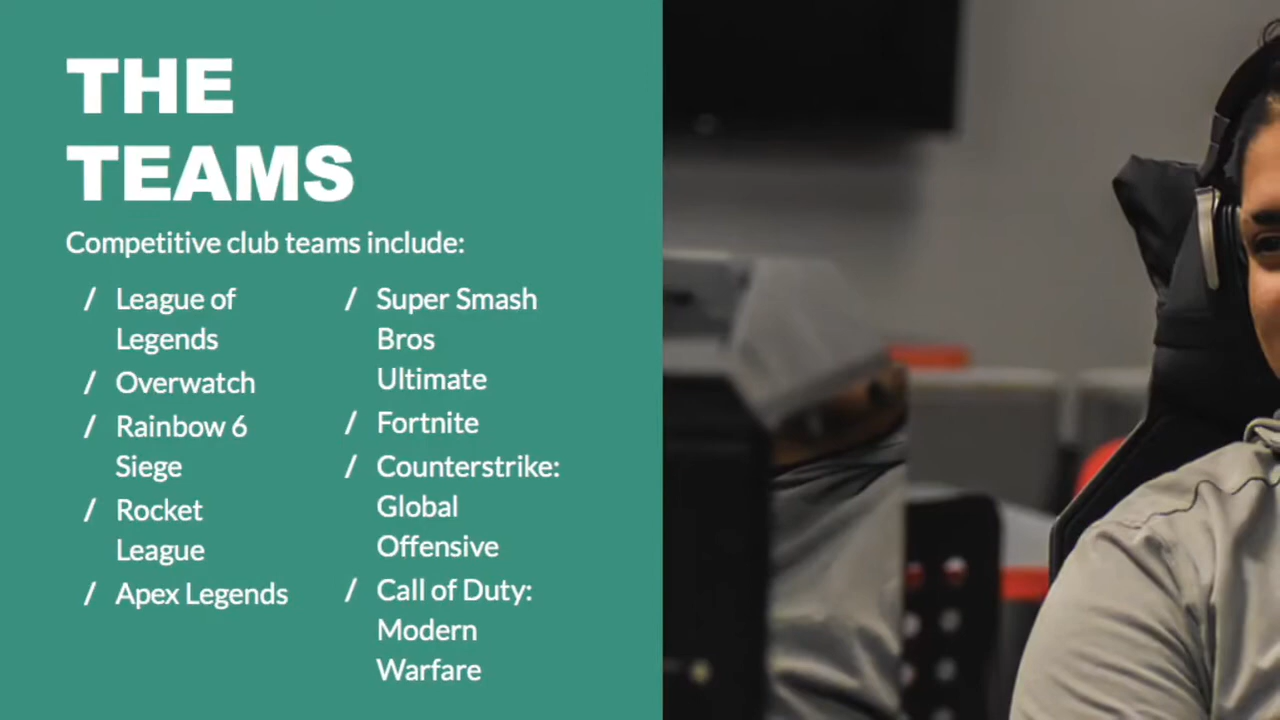 THE
TEAMS
Competitive club teams include:
/ League of
Legends
/ Overwatch
/ Rainbow 6
Siege
/ Rocket
League
/ Apex Legends
/ Super Smash
Bros
Ultimate
/ Fortnite
/ Counterstrike:
Global
Offensive
/ Call of Duty:
Modern
Warfare